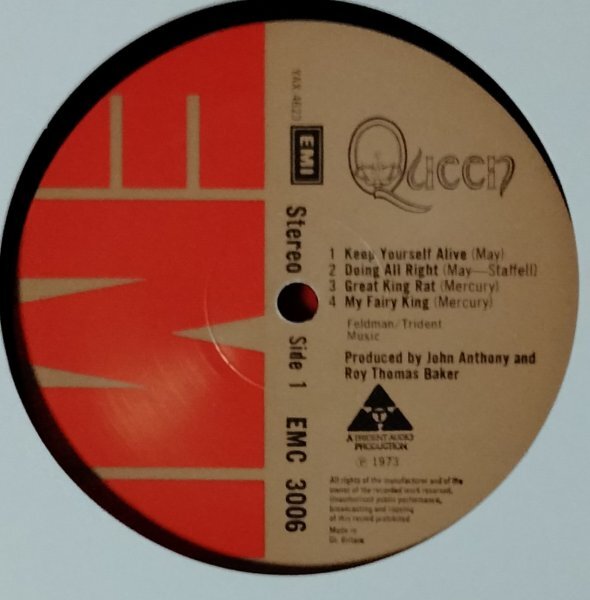 EMI
YAX 4623
EMI
Stereo Side 1 EMC 3006
Queen
1 Keep Yourself Alive (May)
2 Doing All Right (May—Staffell)
3 Great King Rat (Mercury)
4 My Fairy King (Mercury)
Feldman/Trident
Music
Produced by John Anthony and
Roy Thomas Baker
A TRIDENT AUDIO
PRODUCTION
℗ 1973
All rights of the manufacturer and of the
owner of the recorded work reserved.
Unauthorised public performance,
broadcasting and copying
of this record prohibited
Made in
Gt. Britain